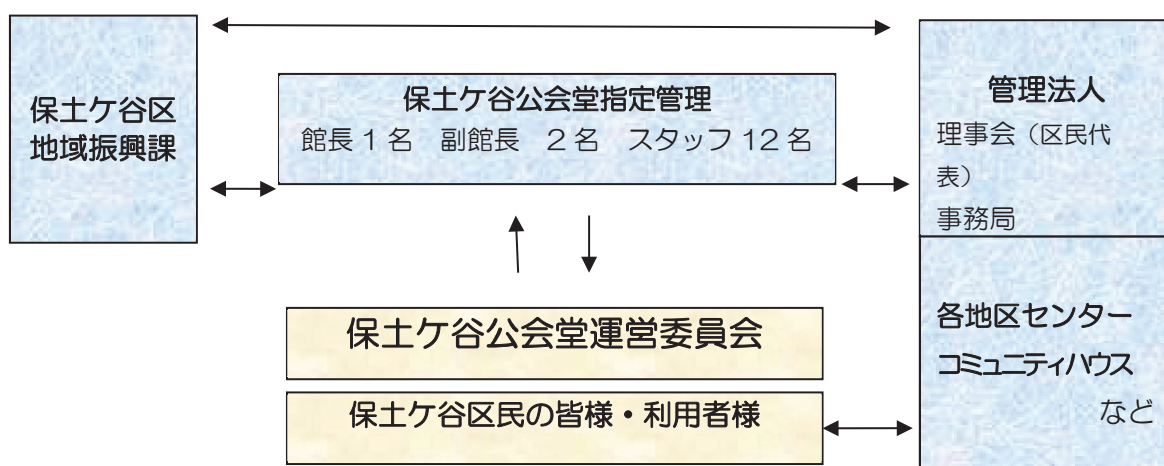 保土ケ谷区
地域振興課
保土ケ谷公会堂指定管理
館長 1 名　副館長　2 名　スタッフ 12 名
管理法人
理事会（区民代
表）
事務局
保土ケ谷公会堂運営委員会
保土ケ谷区民の皆様・利用者様
各地区センター
コミュニティハウス
など